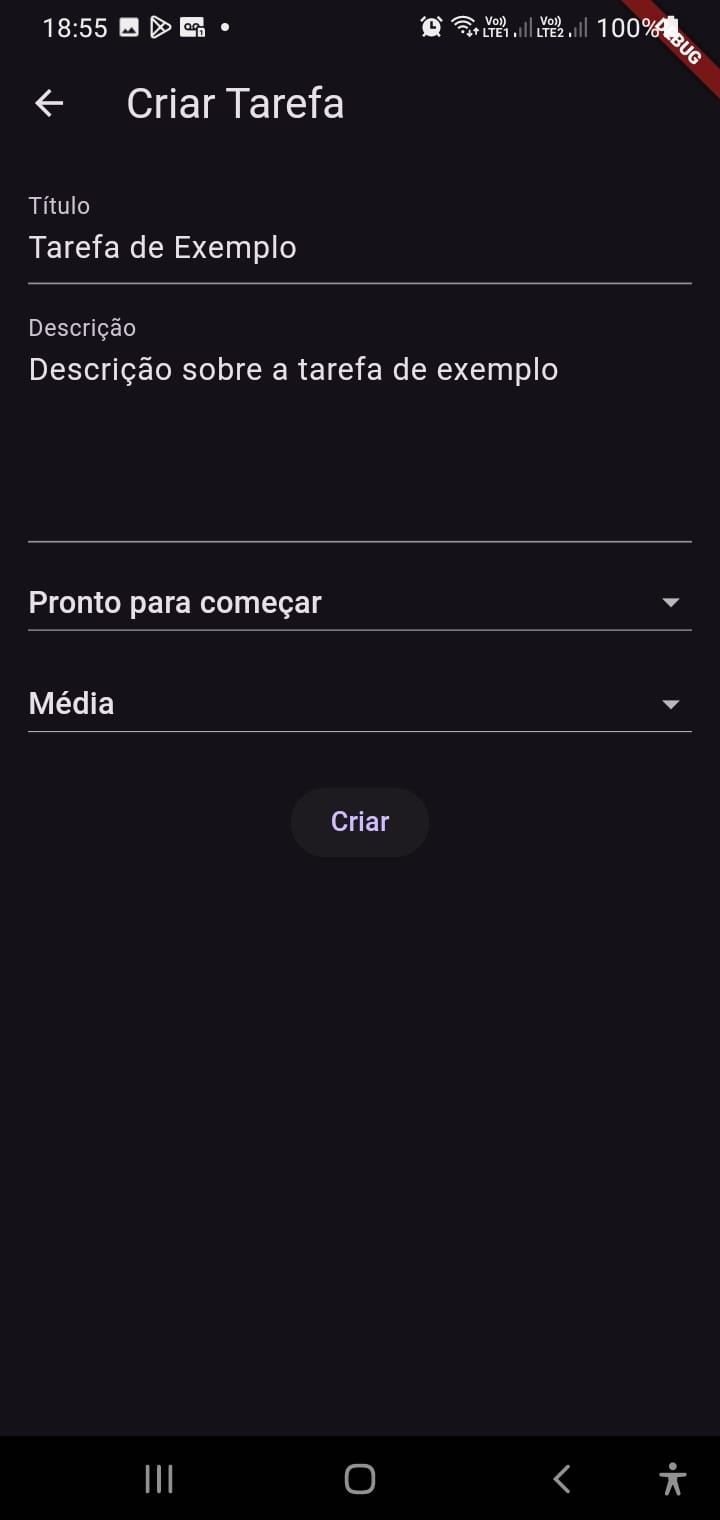 18:55
Vo)) LTE1 Vo)) LTE2 100%
DEBUG
Criar Tarefa
Título
Tarefa de Exemplo
Descrição
Descrição sobre a tarefa de exemplo
Pronto para começar
Média
Criar